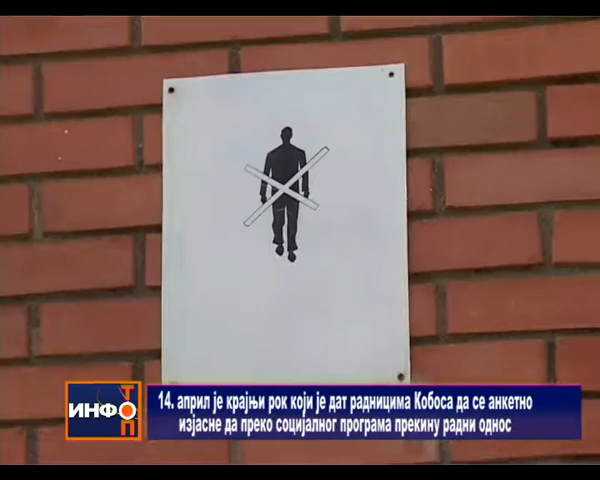 14. април је крајњи рок који је дат радницима Кобоса да се анкетно
изјасне да преко социјалног програма прекину радни однос
ИНФО
ТОП